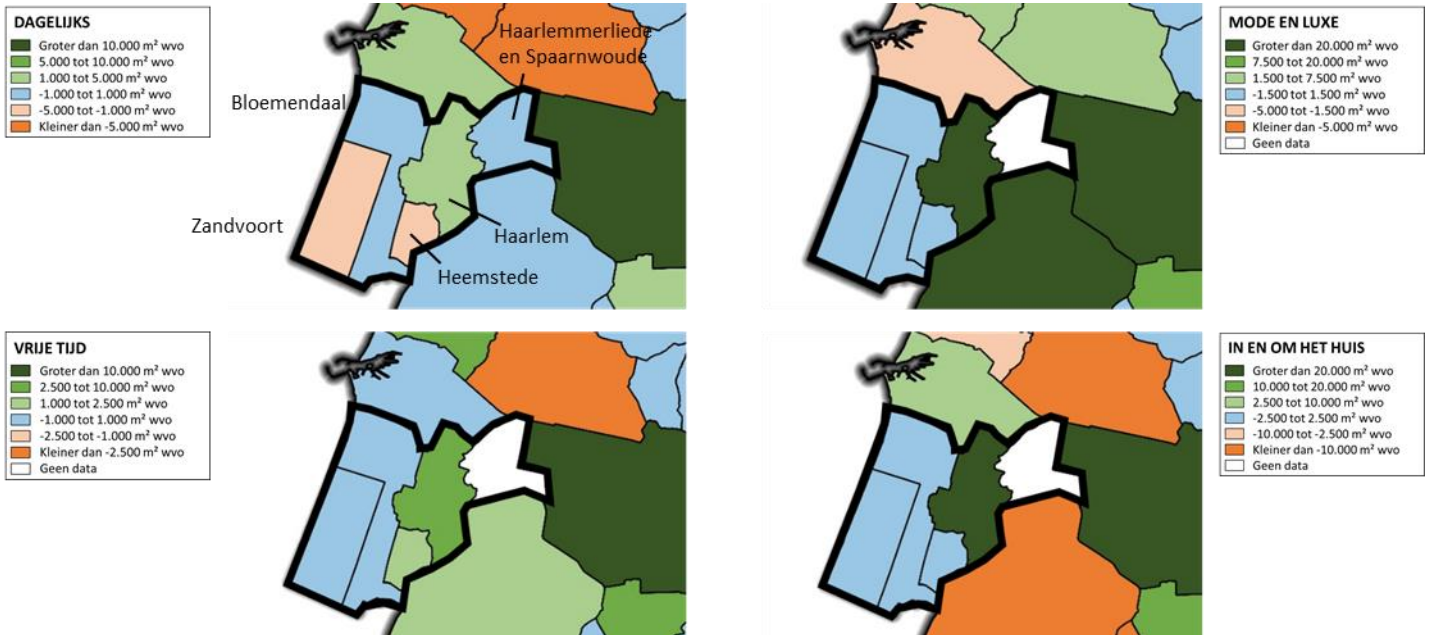 DAGELIJKS
Groter dan 10.000 m² wvo
5.000 tot 10.000 m² wvo
1.000 tot 5.000 m² wvo
-1.000 tot 1.000 m² wvo
-5.000 tot -1.000 m² wvo
Kleiner dan -5.000 m² wvo
Haarlemmerliede
en Spaarnwoude
Bloemendaal
Zandvoort
Haarlem
Heemstede
MODE EN LUXE
Groter dan 20.000 m² wvo
7.500 tot 20.000 m² wvo
1.500 tot 7.500 m² wvo
-1.500 tot 1.500 m² wvo
-5.000 tot -1.500 m² wvo
Kleiner dan -5.000 m² wvo
Geen data
VRIJE TIJD
Groter dan 10.000 m² wvo
2.500 tot 10.000 m² wvo
1.000 tot 2.500 m² wvo
-1.000 tot 1.000 m² wvo
-2.500 tot -1.000 m² wvo
Kleiner dan -2.500 m² wvo
Geen data
IN EN OM HET HUIS
Groter dan 20.000 m² wvo
10.000 tot 20.000 m² wvo
2.500 tot 10.000 m² wvo
-2.500 tot 2.500 m² wvo
-10.000 tot -2.500 m² wvo
Kleiner dan -10.000 m² wvo
Geen data